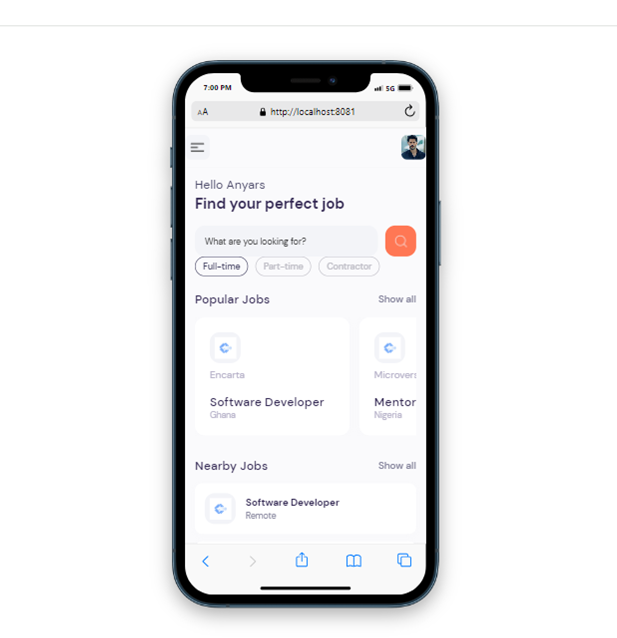 7:00 PM 5G
AA http://localhost:8081
Hello Anyars
Find your perfect job
What are you looking for?
Full-time Part-time Contractor
Popular Jobs Show all
Encarta
Software Developer
Ghana
Microvers
Mentor
Nigeria
Nearby Jobs Show all
Software Developer
Remote